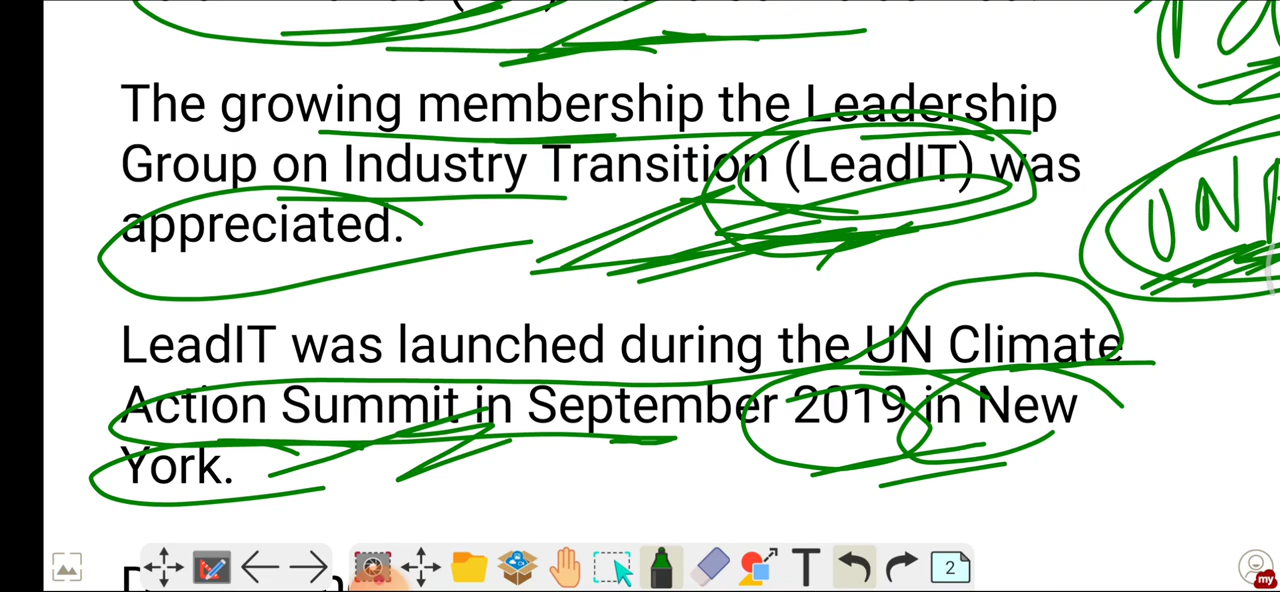 The growing membership the Leadership
Group on Industry Transition (LeadIT) was
appreciated.
LeadIT was launched during the UN Climate
Action Summit in September 2019 in New
York.
2
my